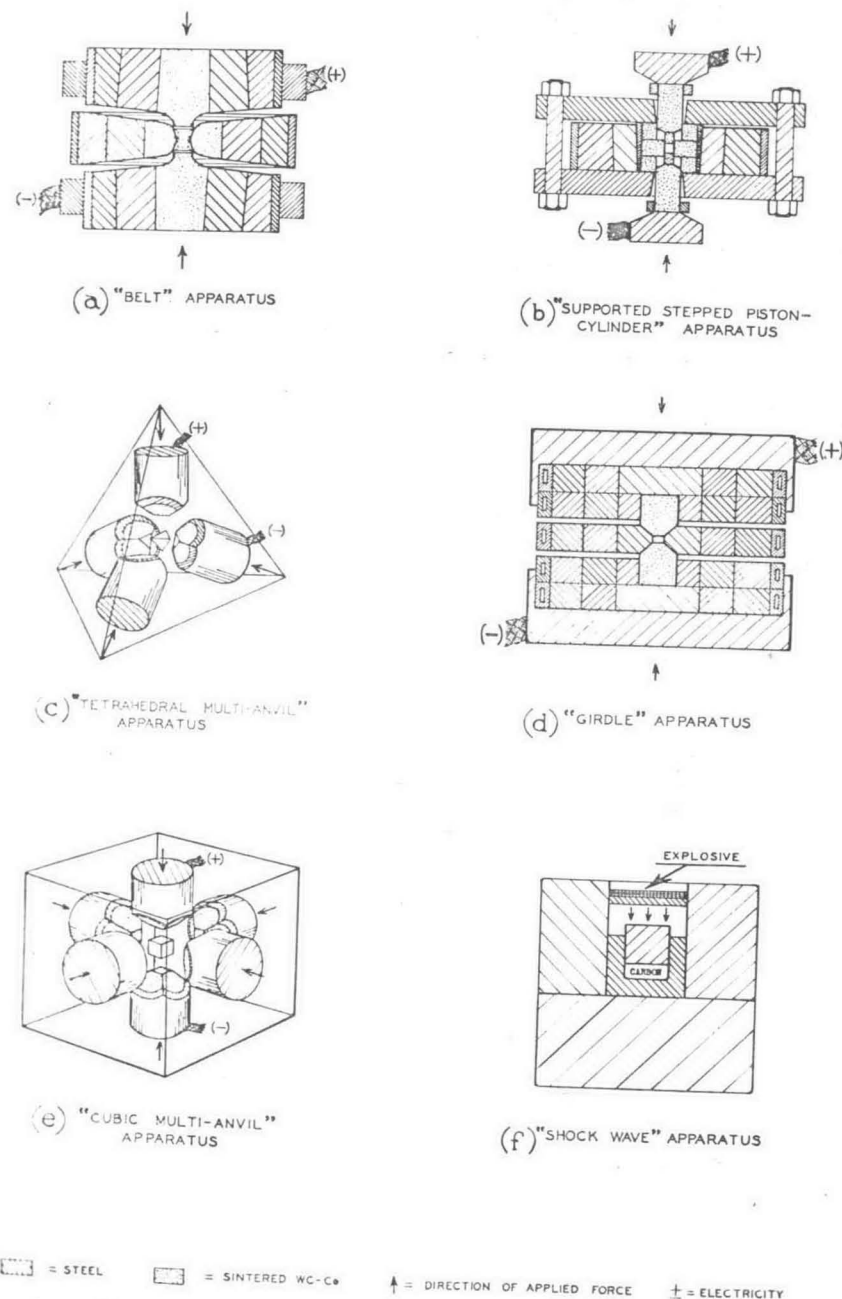 (+)
(-)
(a) "BELT" APPARATUS
(+)
(-)
(b) "SUPPORTED STEPPED PISTON-
CYLINDER" APPARATUS
(+)
(-)
(c) "TETRAHEDRAL MULTI-ANVIL"
APPARATUS
(+)
(-)
(d) "GIRDLE" APPARATUS
(+)
(-)
(e) "CUBIC MULTI-ANVIL"
APPARATUS
EXPLOSIVE
CARBON
(f) "SHOCK WAVE" APPARATUS
= STEEL = SINTERED WC-Co = DIRECTION OF APPLIED FORCE ± = ELECTRICITY